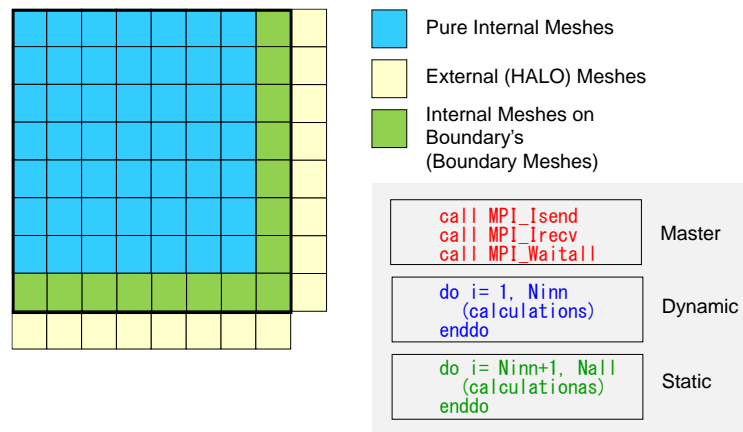 Pure Internal Meshes
External (HALO) Meshes
Internal Meshes on
Boundary's
(Boundary Meshes)
call MPI_Isend
call MPI_Irecv
call MPI_Waitall
Master
do i= 1, Ninn
(calculations)
enddo
Dynamic
do i= Ninn+1, Nall
(calculationas)
enddo
Static